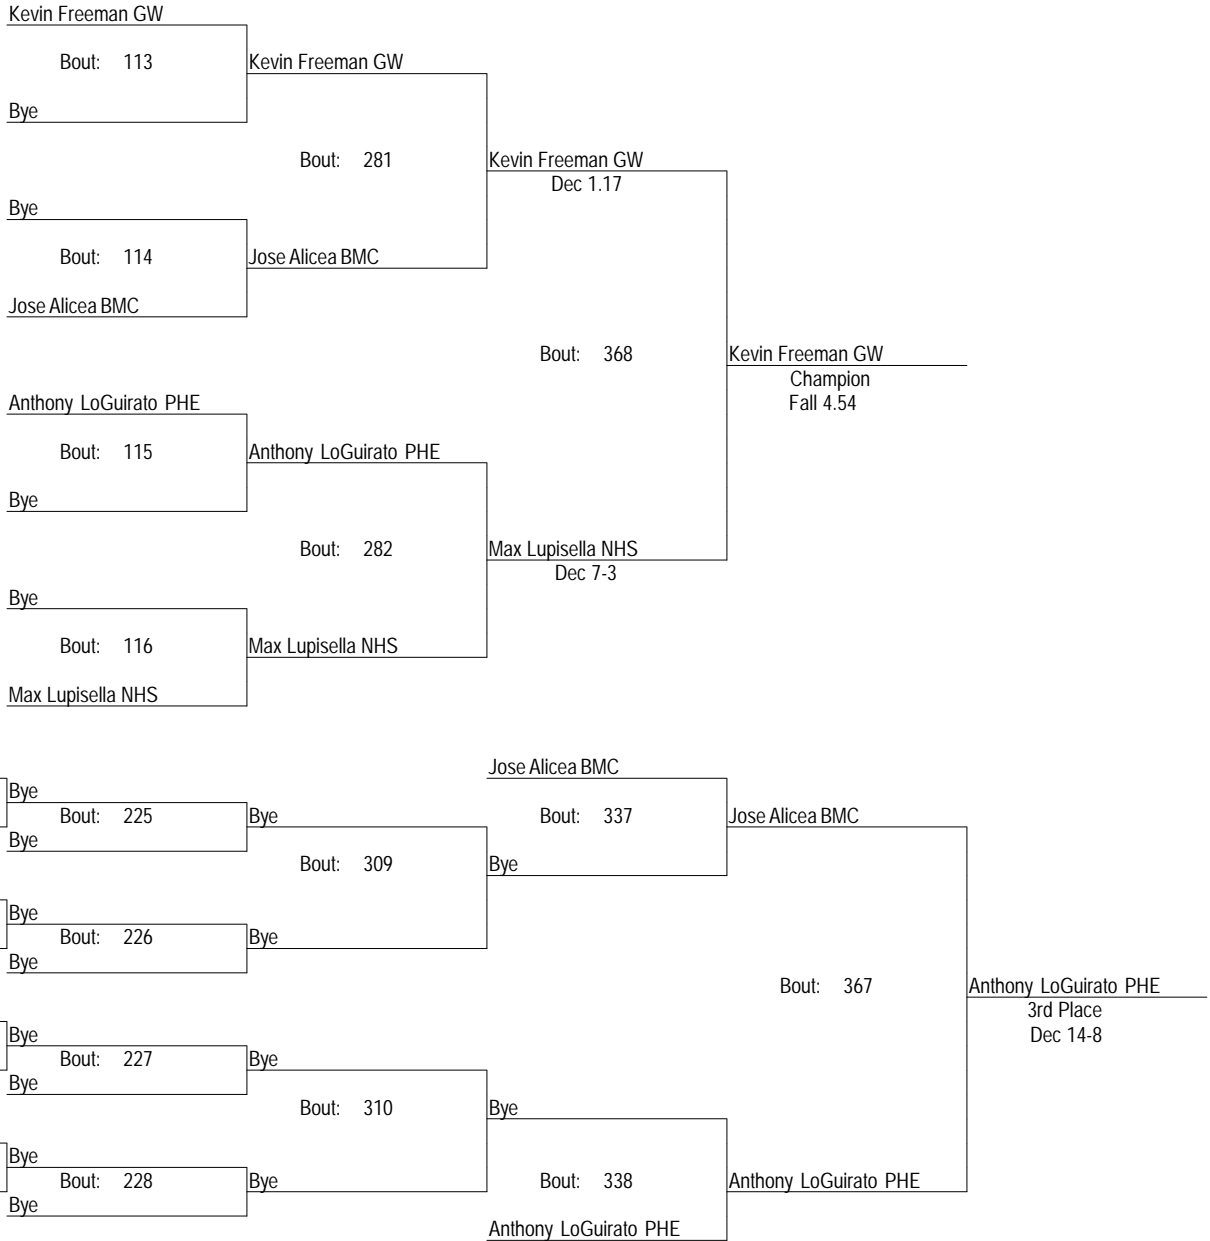 Kevin Freeman GW
Bout: 113 Kevin Freeman GW
Bye
Bout: 281 Kevin Freeman GW
Dec 1.17
Bye
Bout: 114 Jose Alicea BMC
Jose Alicea BMC
Bout: 368 Kevin Freeman GW
Champion
Fall 4.54
Anthony LoGuirato PHE
Bout: 115 Anthony LoGuirato PHE
Bye
Bout: 282 Max Lupisella NHS
Dec 7-3
Bye
Bout: 116 Max Lupisella NHS
Max Lupisella NHS
Jose Alicea BMC
Bye
Bout: 225 Bye Bout: 337 Jose Alicea BMC
Bye
Bout: 309 Bye
Bye
Bout: 226 Bye
Bye
Bout: 367 Anthony LoGuirato PHE
3rd Place
Dec 14-8
Bye
Bout: 227 Bye
Bye
Bout: 310 Bye
Bye
Bout: 228 Bye Bout: 338 Anthony LoGuirato PHE
Bye
Anthony LoGuirato PHE